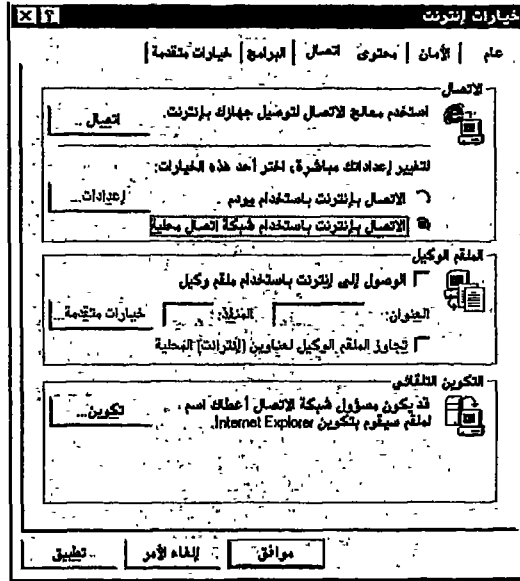 خيارات إنترنت
عام | الأمان | محتوى | اتصال | البرامج | خيارات متقدمة
الاتصال
استخدم معالج الاتصال لتوصيل جهازك بإنترنت.
اتصال ...
لتغيير إعداداتك مباشرة، اختر أحد هذه الخيارات:
الاتصال بإنترنت باستخدام مودم
إعدادات...
الاتصال بإنترنت باستخدام شبكة اتصال محلية
الملقم الوكيل
الوصول إلى إنترنت باستخدام ملقم وكيل
العنوان: المنفذ: خيارات متقدمة...
تجاوز الملقم الوكيل لعناوين (إنترانت) المحلية
التكوين التلقائي
قد يكون مسؤول شبكة الاتصال أعطاك اسم
لملقم سيقوم بتكوين Internet Explorer.
تكوين...
موافق إلغاء الأمر تطبيق